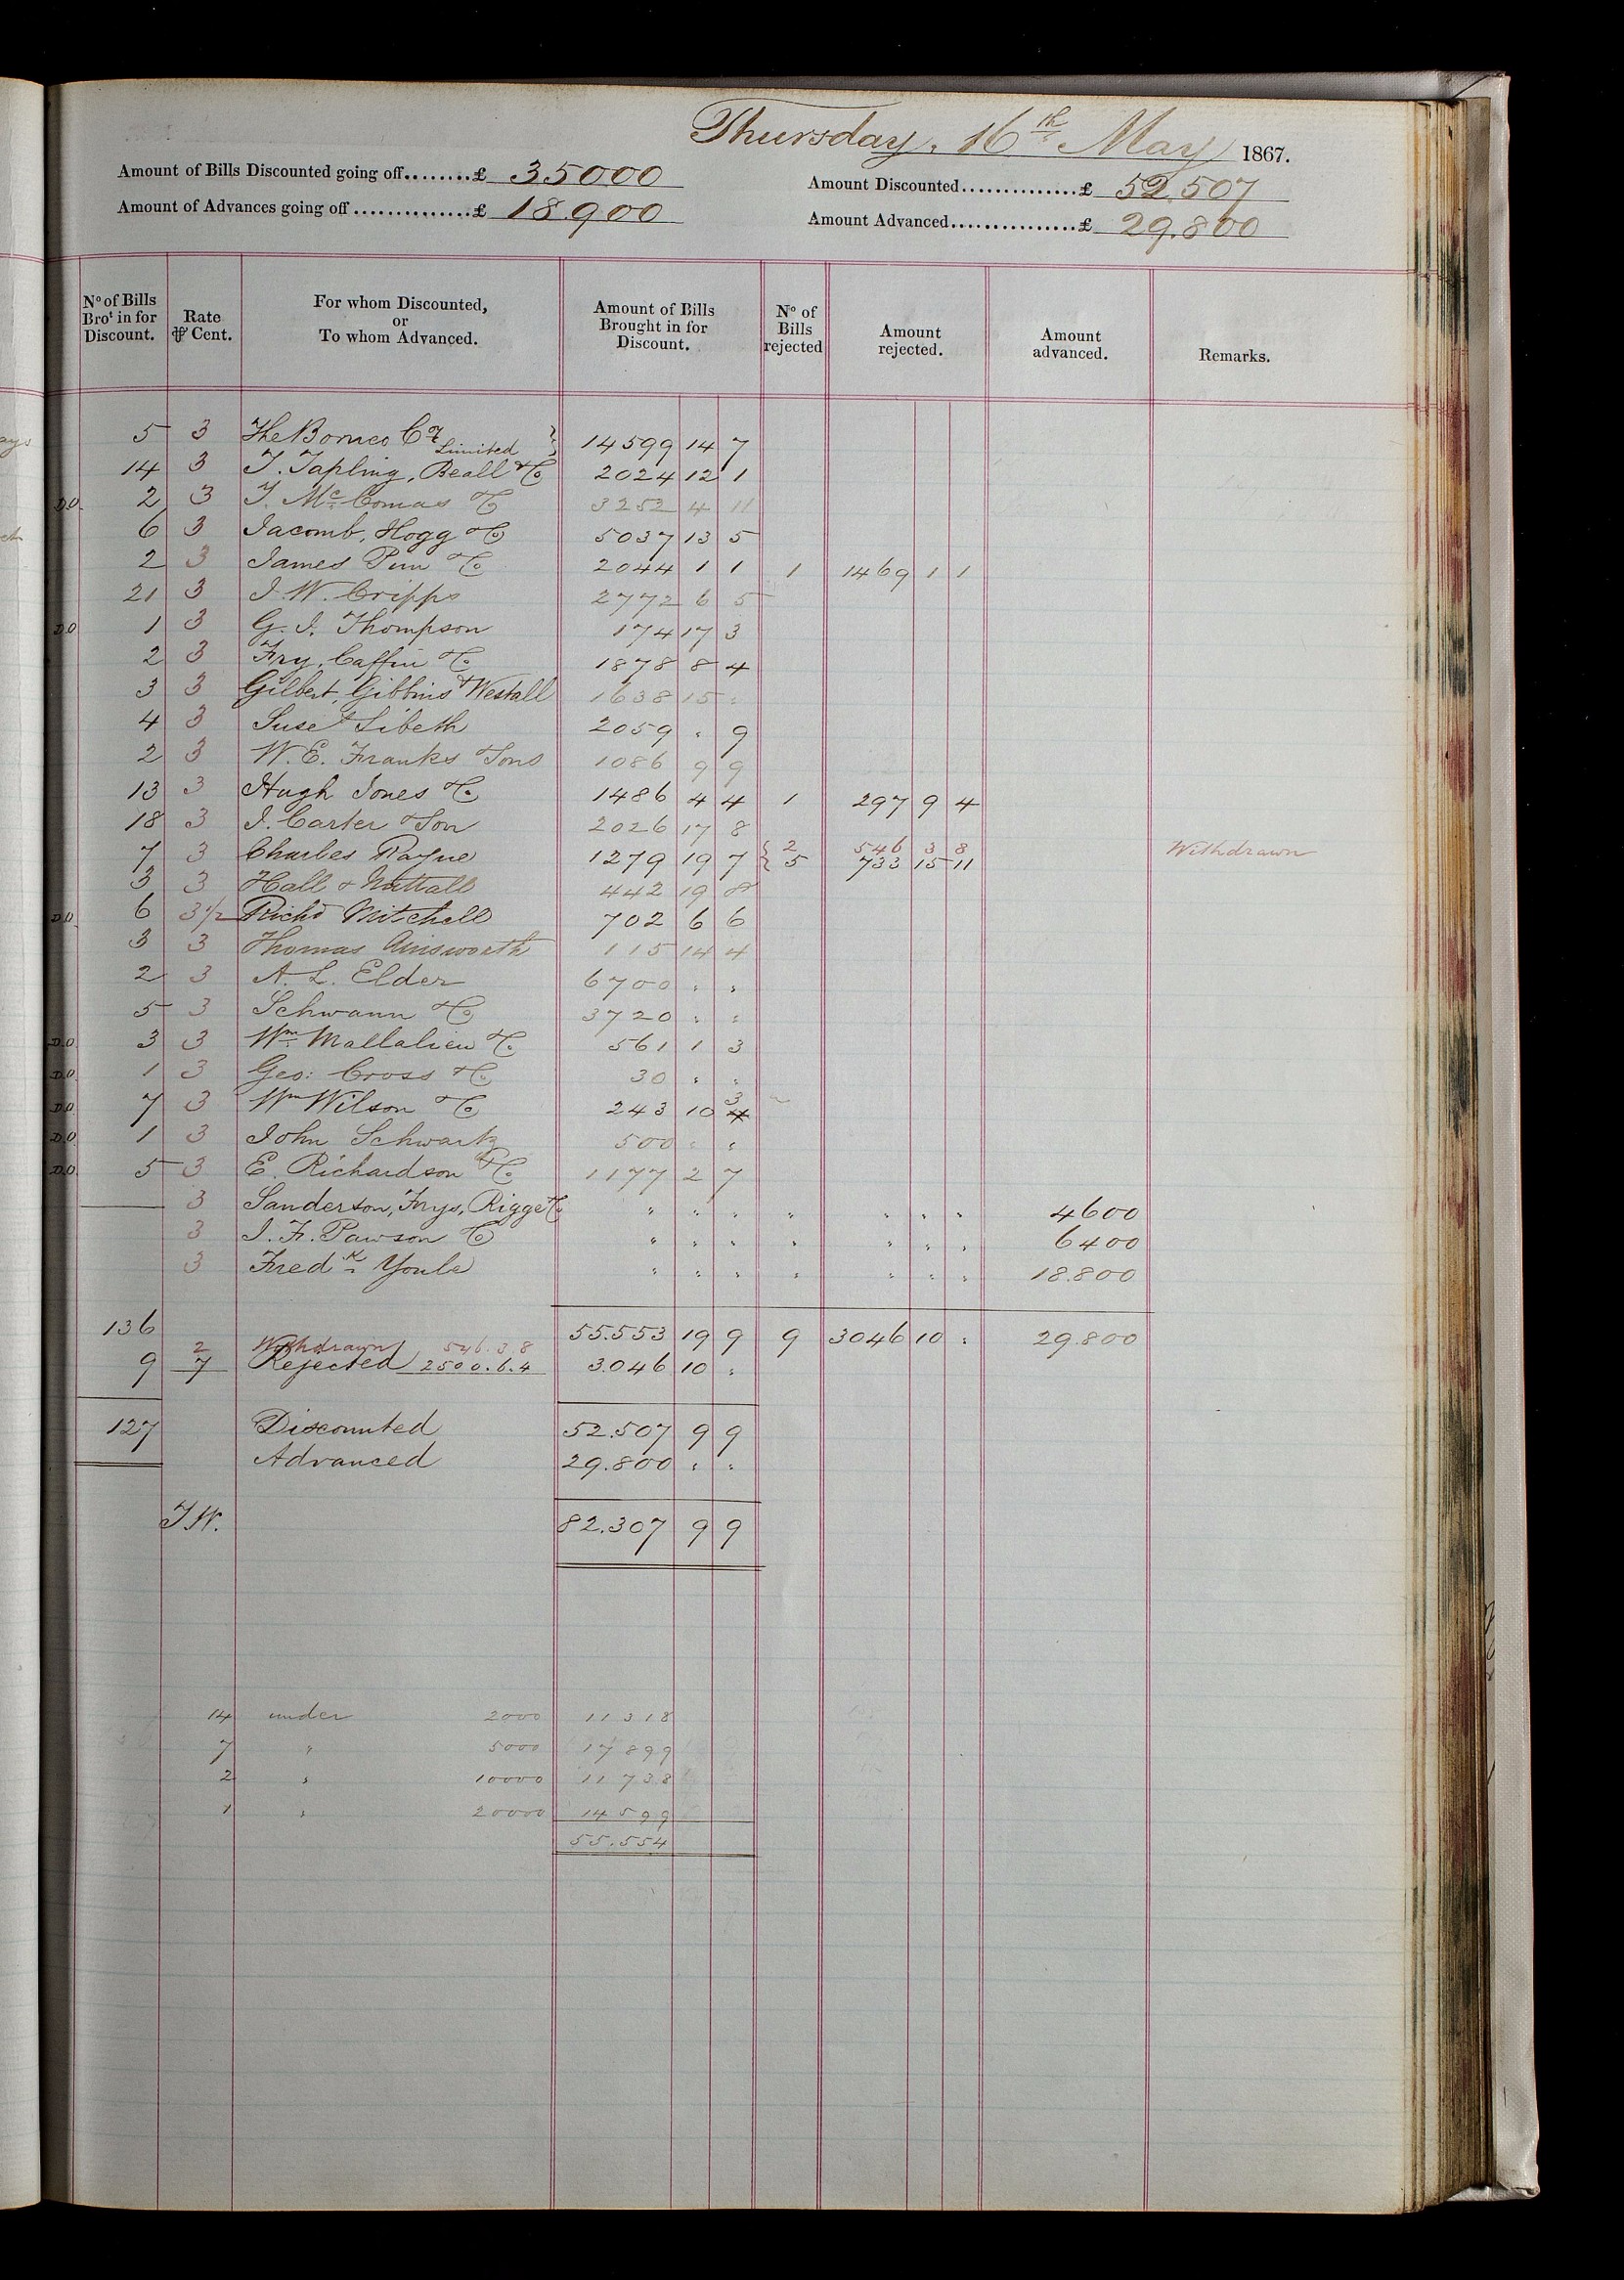 Thursday, 16th May 1867.
Amount of Bills Discounted going off........£ 35000
Amount Discounted..............£ 52.507
Amount of Advances going off...............£ 18.900
Amount Advanced...............£ 29.800
No of Bills Brot in for Discount. Rate ⅌ Cent. For whom Discounted, or To whom Advanced. Amount of Bills Brought in for Discount. No of Bills rejected Amount rejected. Amount advanced. Remarks.
5 3 The Borneo Co Limited 14599 14 7
14 3 T. Tapling, Beall & Co 2024 12 1
D.O. 2 3 T. McComas & Co 3252 4 11
6 3 Jacomb, Hogg & Co 5037 13 5
2 3 James Pim & Co 2044 1 1 1 1469 1 1
21 3 J. W. Cripps 2772 6 5
D.O 1 3 G. J. Thompson 174 17 3
2 3 Fry, Caffin & Co 1878 8 4
3 3 Gilbert, Gibbins & Westall 1638 15 "
4 3 Suse & Sibeth 2059 " 9
2 3 W. E. Franks & Sons 1086 9 9
13 3 Hugh Jones & Co 1486 4 4 1 297 9 4
18 3 J. Carter & Son 2026 17 8
2 546 3 8 Withdrawn
7 3 Charles Rayne 1279 19 7 5 733 15 11
3 3 Hall & Nuttall 442 19 8
D.O. 6 3 1/2 Richd Mitchell 702 6 6
3 3 Thomas Ainsworth 115 14 4
2 3 A. L. Elder 6700 " "
5 3 Schwann & Co 3720 " "
D.O. 3 3 Wm Mallalieu & Co 561 1 3
D.O. 1 3 Geo: Cross & Co 30 " "
D.O 7 3 Wm Wilson & Co 243 10 3
D.O 1 3 John Schwartz 500 " "
D.O. 5 3 E. Richardson & Co 1177 2 7
3 Sanderson, Frys, Rigge & Co " " " " " " " 4600
3 J. F. Pawson & Co " " " " " " " 6400
3 Fredk Youle " " " " " " " 18.800
136 55.553 19 9 9 3046 10 " 29.800
2 Withdrawn 546.3.8
9 7 Rejected 2500.6.4 3.046 10 "
127 Discounted 52.507 9 9
Advanced 29.800 " "
T.W. 82.307 9 9
14 under 2000 11318
7 " 5000 17899
2 " 10000 11738
1 " 20000 14599
55.554